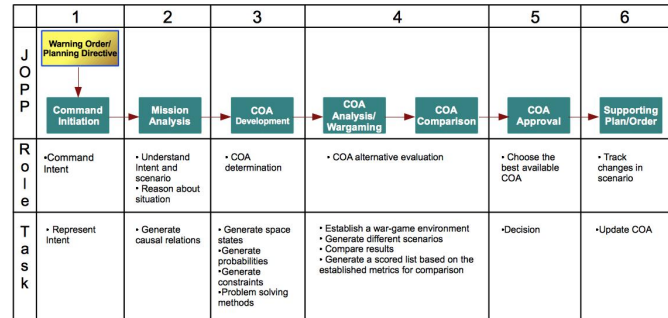 1 2 3 4 5 6
JOPP
Warning Order/
Planning Directive
Command
Initiation
Mission
Analysis
COA
Development
COA
Analysis/
Wargaming
COA
Comparison
COA
Approval
Supporting
Plan/Order
Role
•Command
Intent
• Understand
Intent and
scenario
• Reason about
situation
• COA
determination
• COA alternative evaluation
• Choose the
best available
COA
• Track
changes in
scenario
Task
• Represent
Intent
• Generate
causal relations
• Generate space
states
•Generate
probabilities
•Generate
constraints
•Problem solving
methods
• Establish a war-game environment
• Generate different scenarios
• Compare results
• Generate a scored list based on the
established metrics for comparison
•Decision
•Update COA